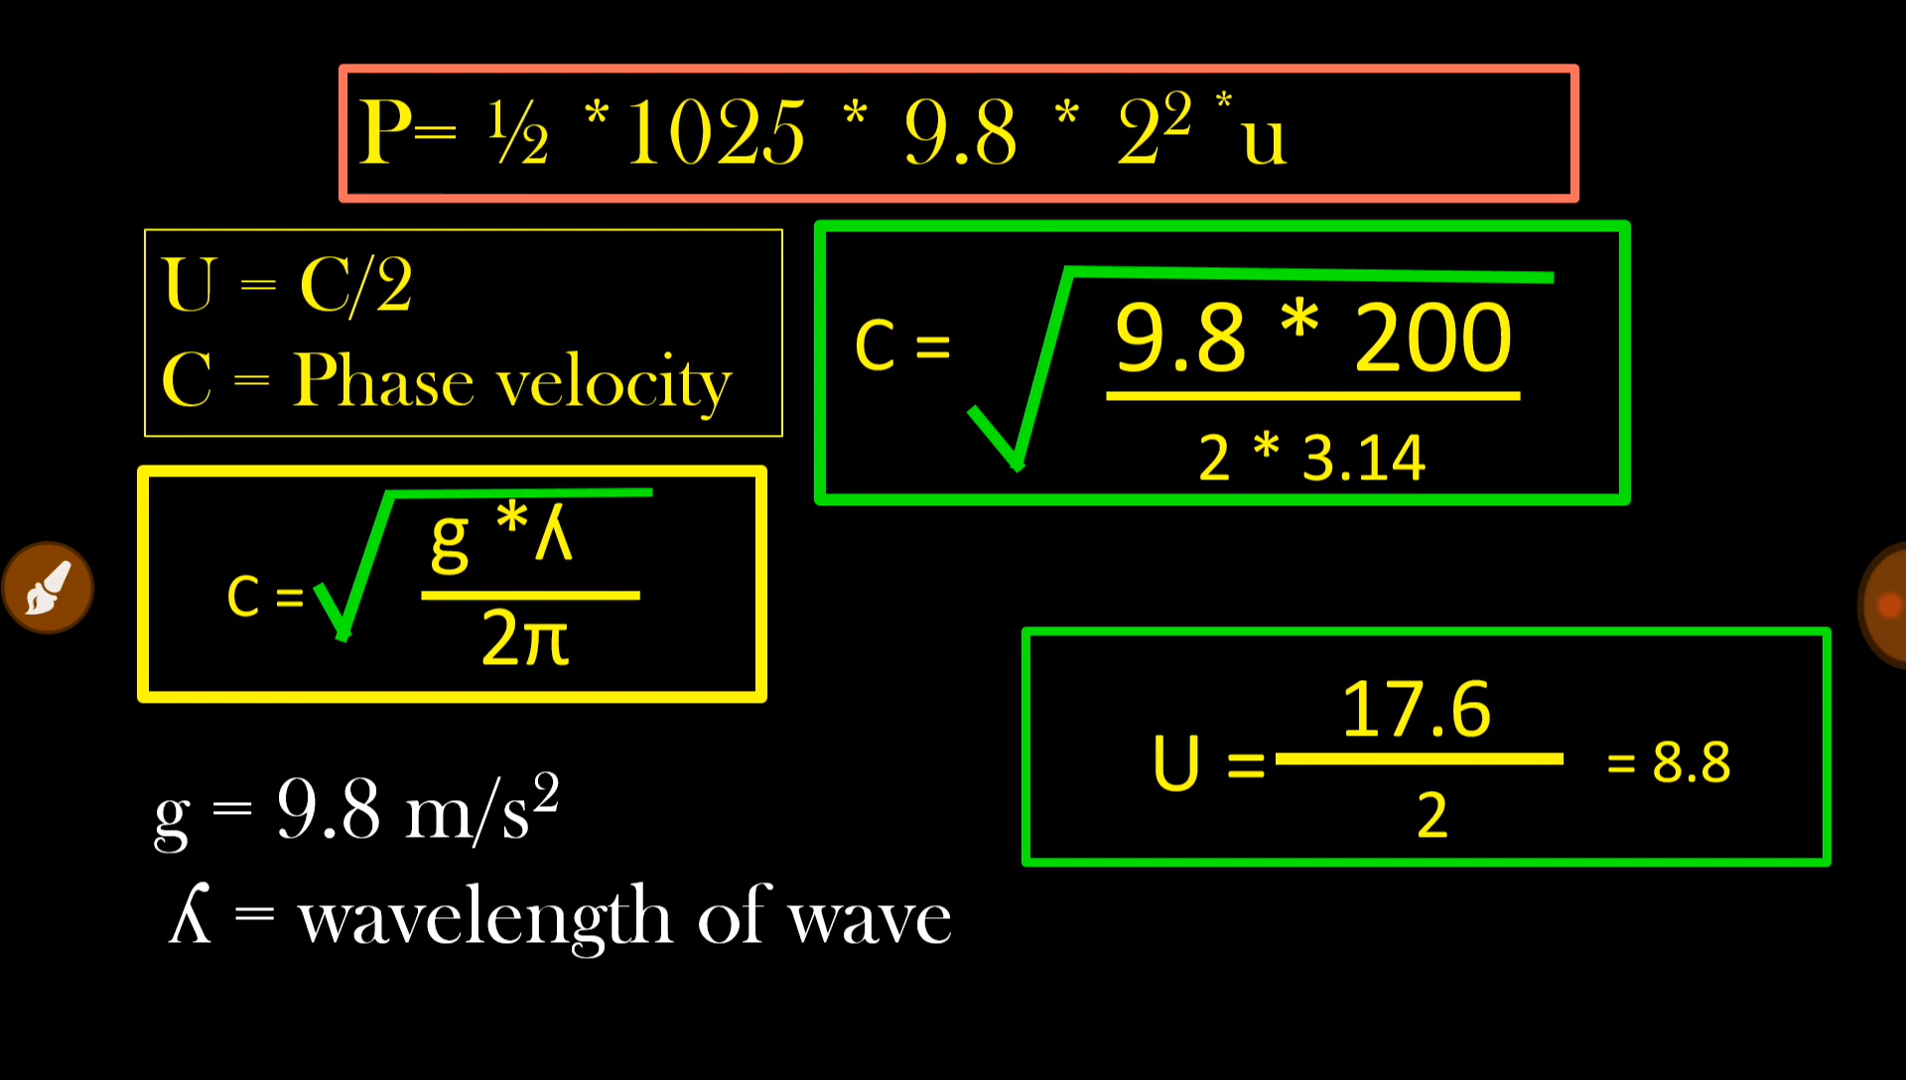 P= ½ *1025 * 9.8 * 2² * u
U = C/2
C = Phase velocity
C = √ 9.8 * 200
2 * 3.14
C = √ g *ʎ
2π
U = 17.6
2
= 8.8
g = 9.8 m/s²
ʎ = wavelength of wave